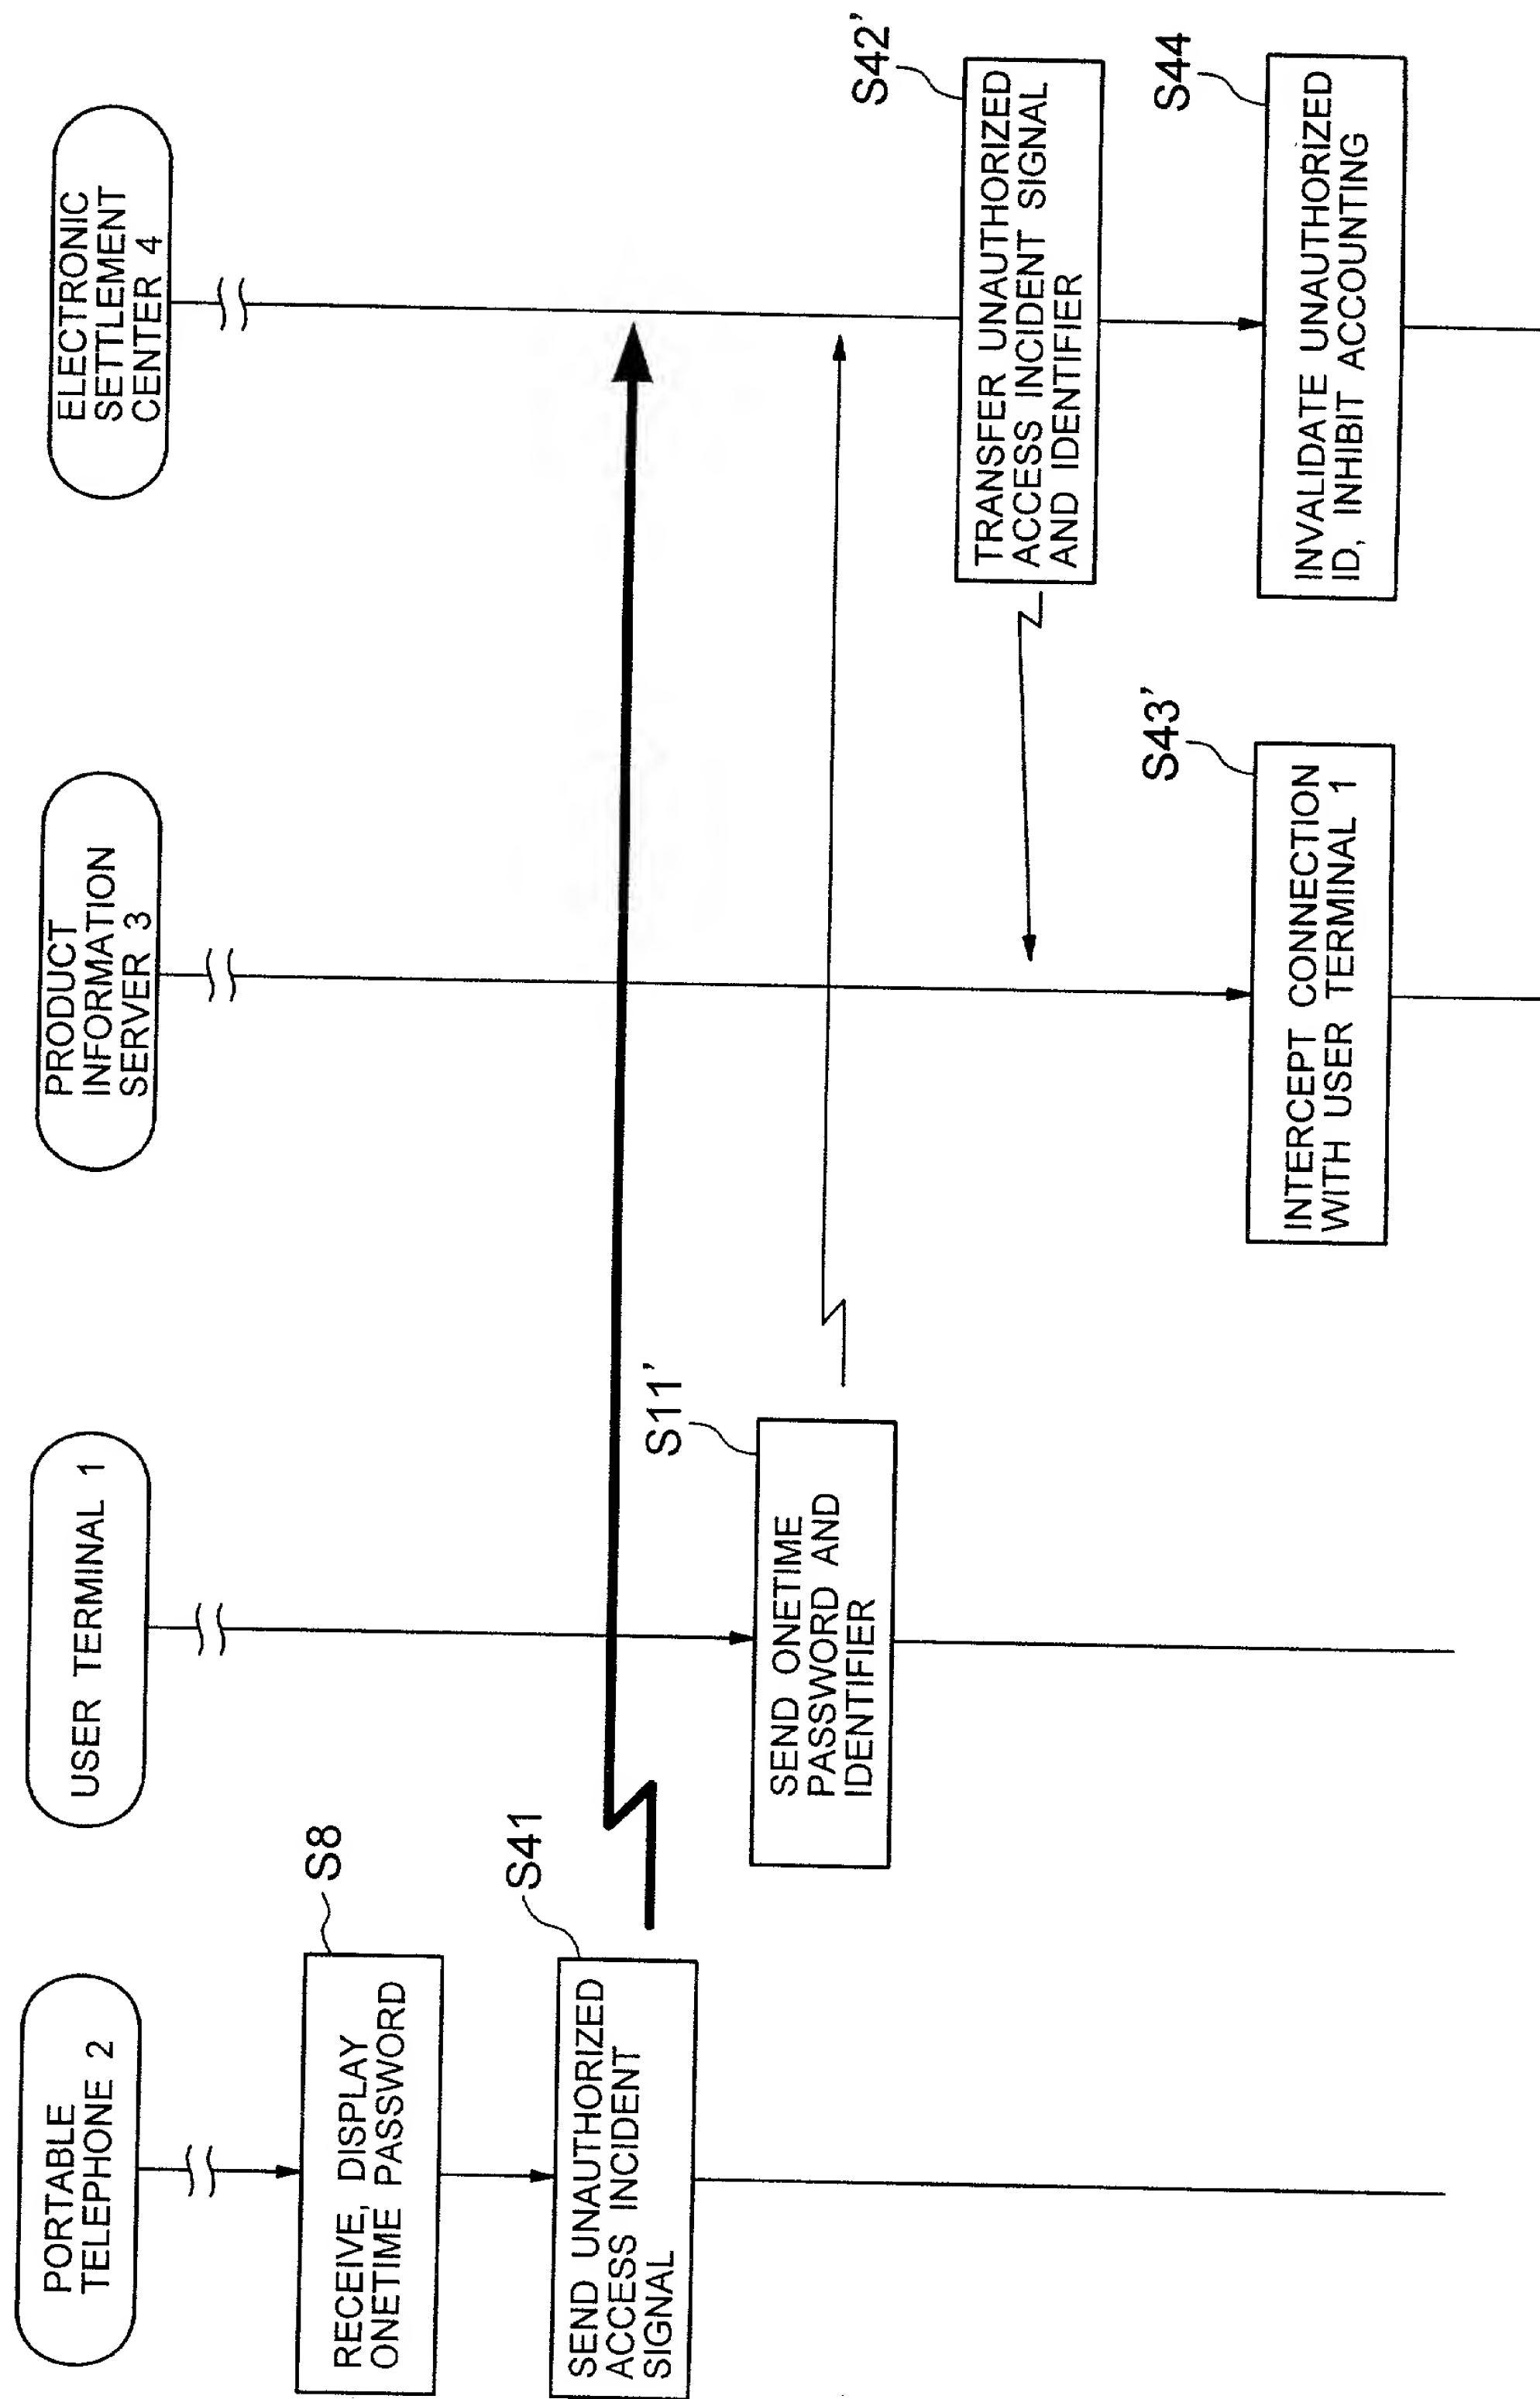 PORTABLE
TELEPHONE 2
USER TERMINAL 1
PRODUCT
INFORMATION
SERVER 3
ELECTRONIC
SETTLEMENT
CENTER 4
S8
RECEIVE, DISPLAY
ONETIME PASSWORD
S41
SEND UNAUTHORIZED
ACCESS INCIDENT
SIGNAL
S11'
SEND ONETIME
PASSWORD AND
IDENTIFIER
S42'
TRANSFER UNAUTHORIZED
ACCESS INCIDENT SIGNAL
AND IDENTIFIER
S43'
INTERCEPT CONNECTION
WITH USER TERMINAL 1
S44
INVALIDATE UNAUTHORIZED
ID, INHIBIT ACCOUNTING